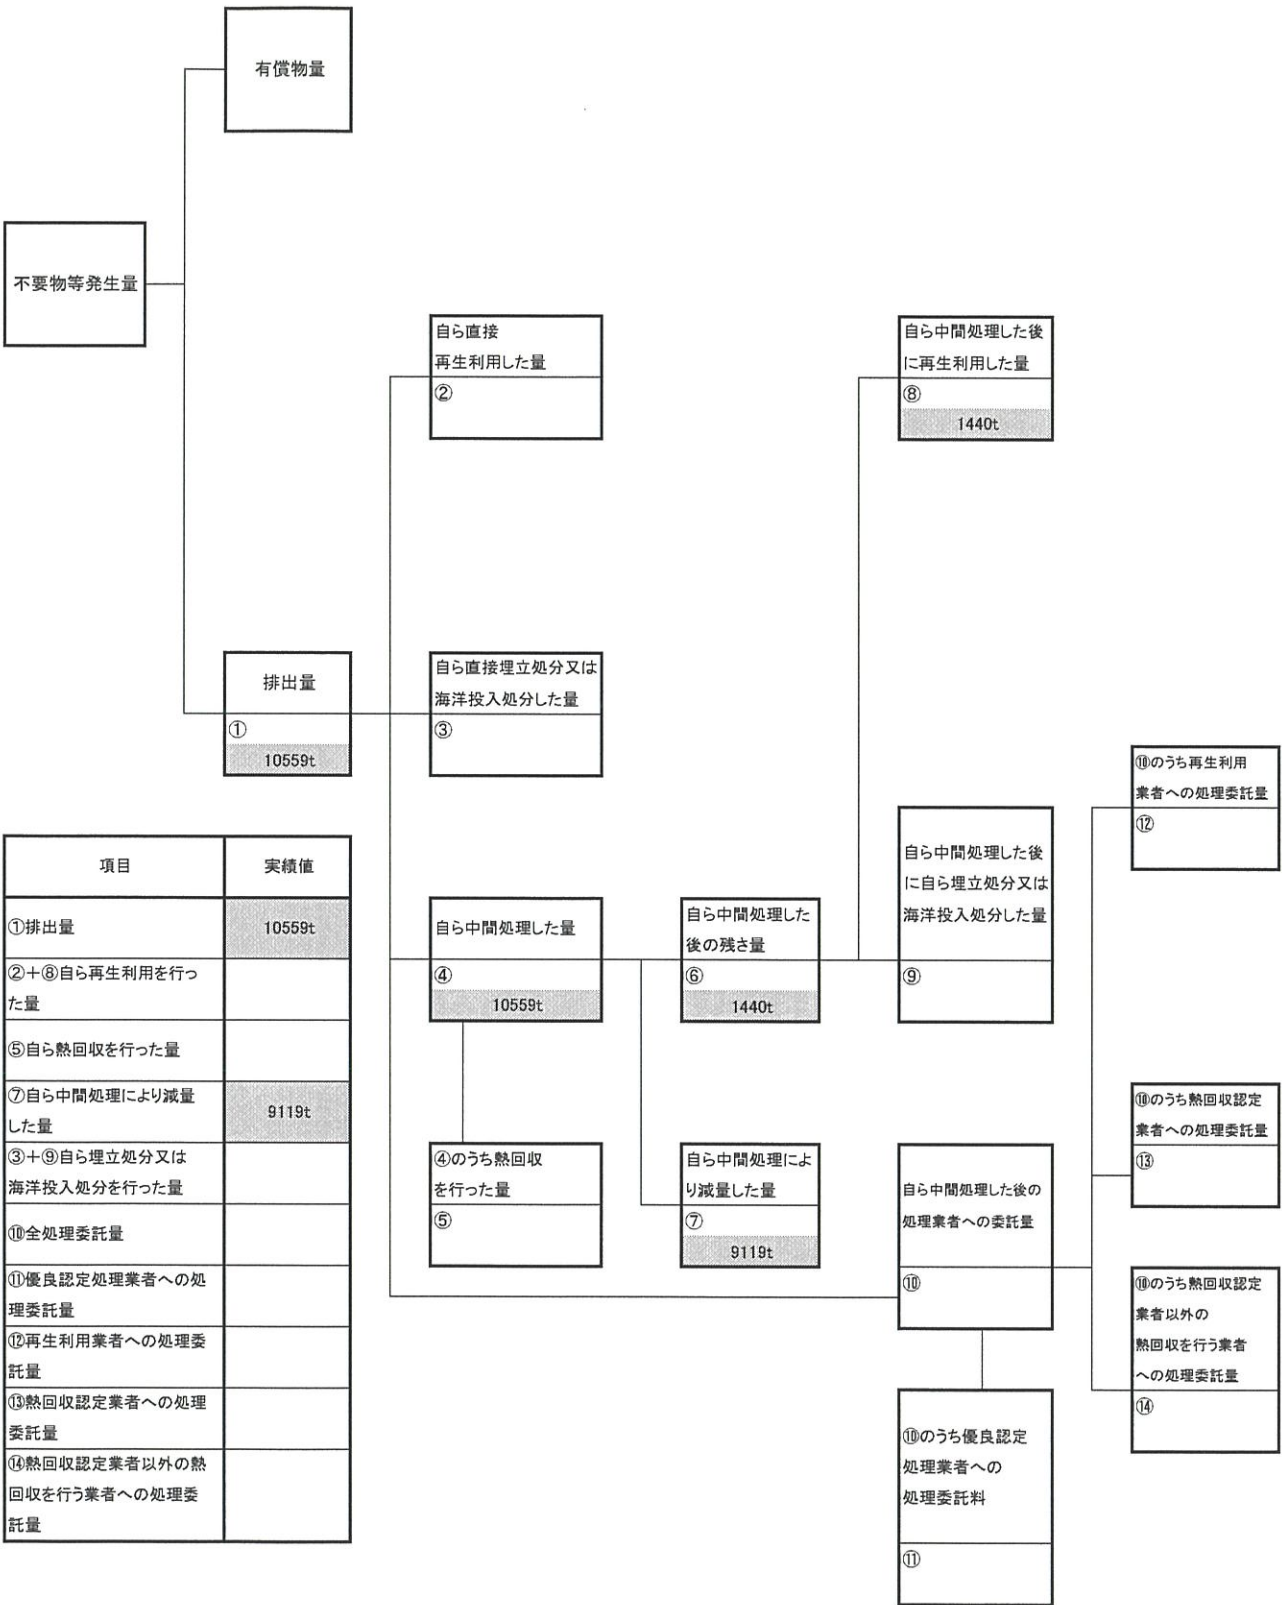 有償物量
不要物等発生量
自ら直接
再生利用した量
②
自ら中間処理した後
に再生利用した量
⑧
1440t
排出量
①
10559t
自ら直接埋立処分又は
海洋投入処分した量
③
⑩のうち再生利用
業者への処理委託量
⑫
自ら中間処理した後
に自ら埋立処分又は
海洋投入処分した量
⑨
自ら中間処理した量
④
10559t
自ら中間処理した
後の残さ量
⑥
1440t
⑩のうち熱回収認定
業者への処理委託量
⑬
④のうち熱回収
を行った量
⑤
自ら中間処理によ
り減量した量
⑦
9119t
自ら中間処理した後の
処理業者への委託量
⑩
⑩のうち熱回収認定
業者以外の
熱回収を行う業者
への処理委託量
⑭
⑩のうち優良認定
処理業者への
処理委託料
⑪
項目 実績値
①排出量 10559t
②+⑧自ら再生利用を行っ
た量
⑤自ら熱回収を行った量
⑦自ら中間処理により減量
した量 9119t
③+⑨自ら埋立処分又は
海洋投入処分を行った量
⑩全処理委託量
⑪優良認定処理業者への処
理委託量
⑫再生利用業者への処理委
託量
⑬熱回収認定業者への処理
委託量
⑭熱回収認定業者以外の熱
回収を行う業者への処理委
託量